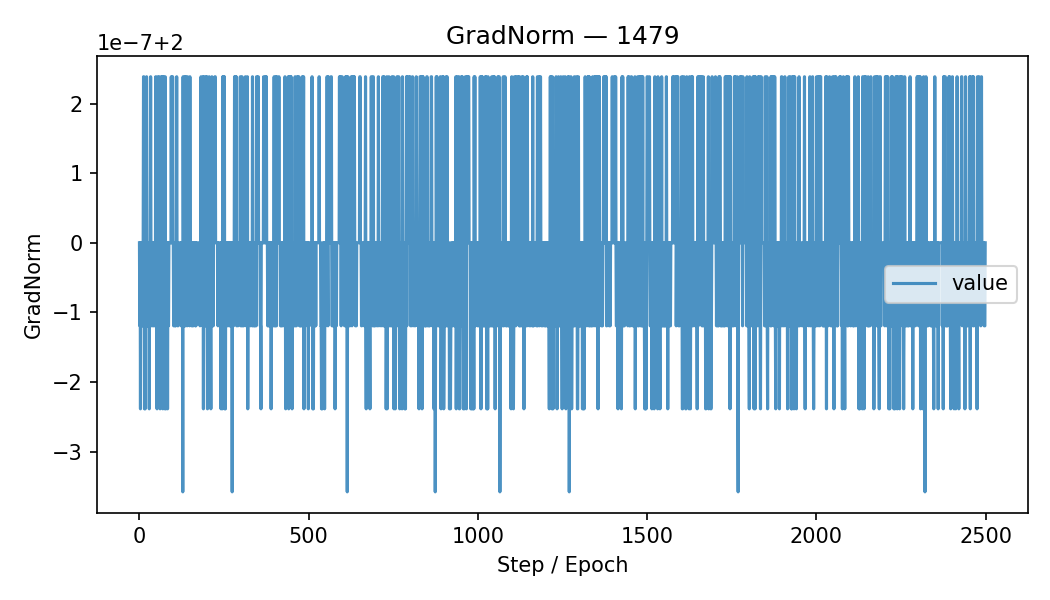 GradNorm — 1479
1e−7+2
2
1
0
−1
−2
−3
GradNorm
value
0 500 1000 1500 2000 2500
Step / Epoch